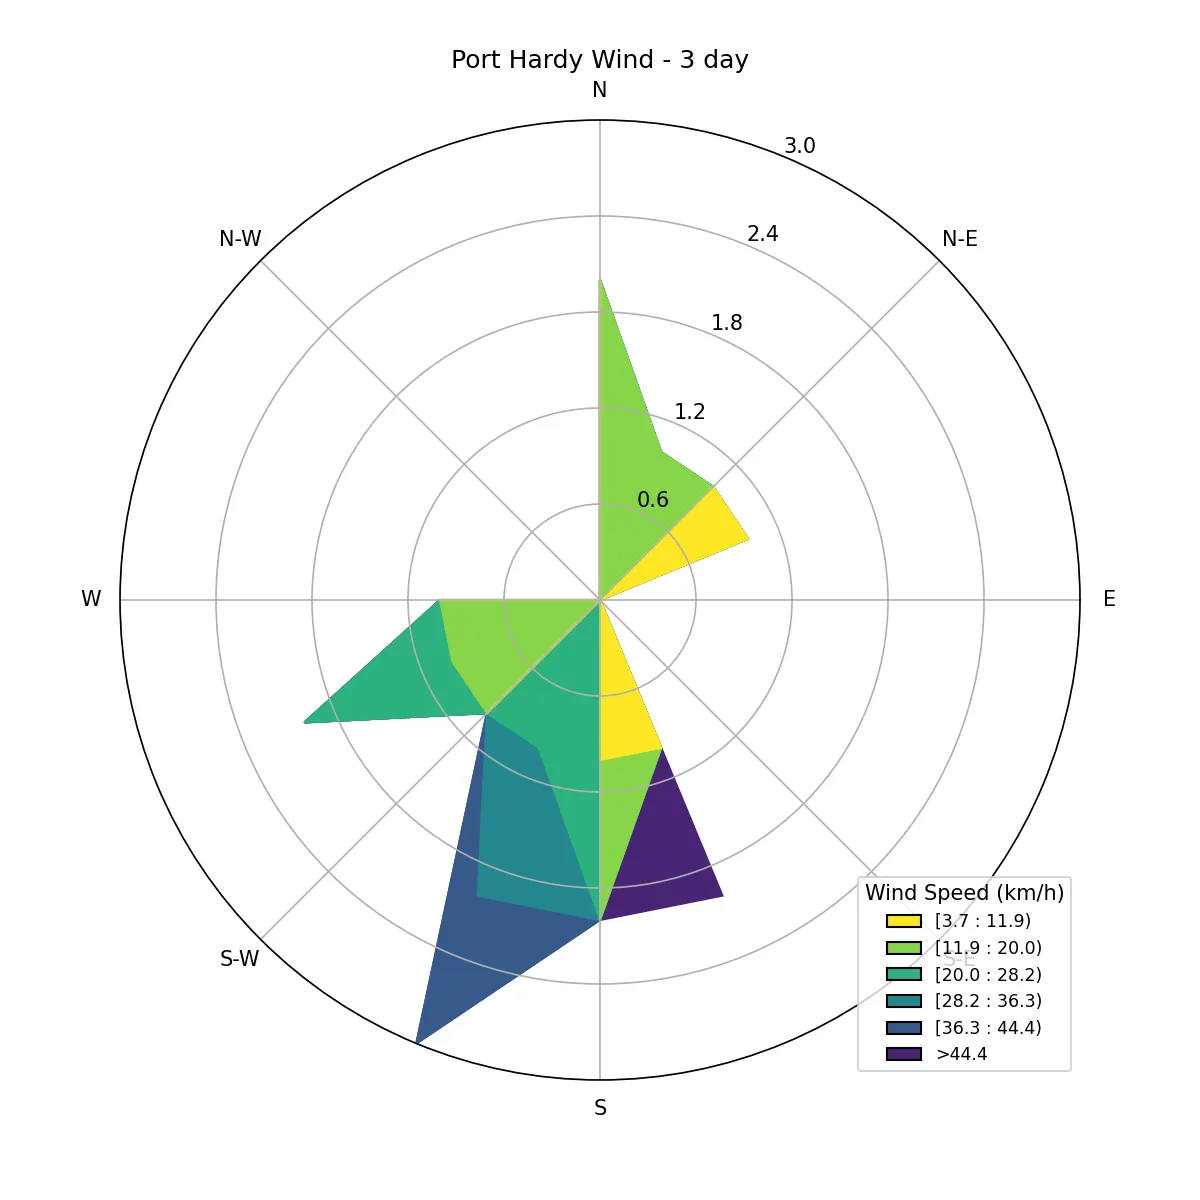 Port Hardy Wind - 3 day
N
3.0
N-W
2.4
N-E
1.8
1.2
0.6
W
E
Wind Speed (km/h)
[3.7 : 11.9)
[11.9 : 20.0)
S-W
S-E
[20.0 : 28.2)
[28.2 : 36.3)
[36.3 : 44.4)
>44.4
S